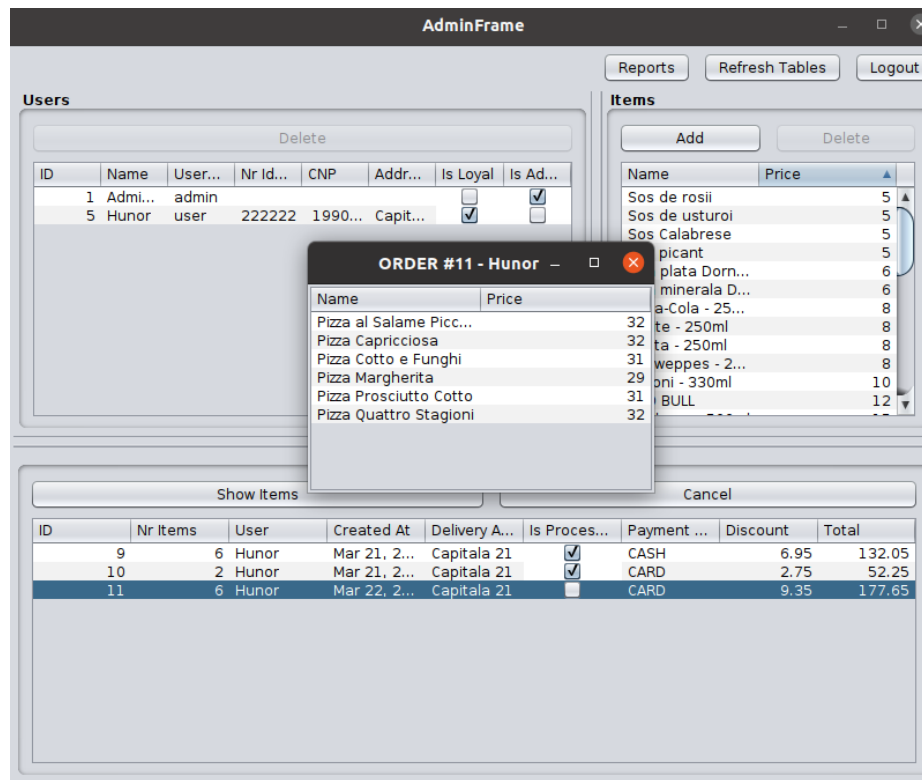 AdminFrame
Reports Refresh Tables Logout
Users
Delete
ID Name User... Nr Id... CNP Addr... Is Loyal Is Ad...
1 Admi... admin
5 Hunor user 222222 1990... Capit...
Items
Add Delete
Name Price
Sos de rosii 5
Sos de usturoi 5
Sos Calabrese 5
picant 5
plata Dorn... 6
minerala D... 6
a-Cola - 25... 8
te - 250ml 8
ta - 250ml 8
weppes - 2... 8
oni - 330ml 10
BULL 12
ORDER #11 - Hunor
Name Price
Pizza al Salame Picc... 32
Pizza Capricciosa 32
Pizza Cotto e Funghi 31
Pizza Margherita 29
Pizza Prosciutto Cotto 31
Pizza Quattro Stagioni 32
Show Items Cancel
ID Nr Items User Created At Delivery A... Is Proces... Payment ... Discount Total
9 6 Hunor Mar 21, 2... Capitala 21 CASH 6.95 132.05
10 2 Hunor Mar 21, 2... Capitala 21 CARD 2.75 52.25
11 6 Hunor Mar 22, 2... Capitala 21 CARD 9.35 177.65